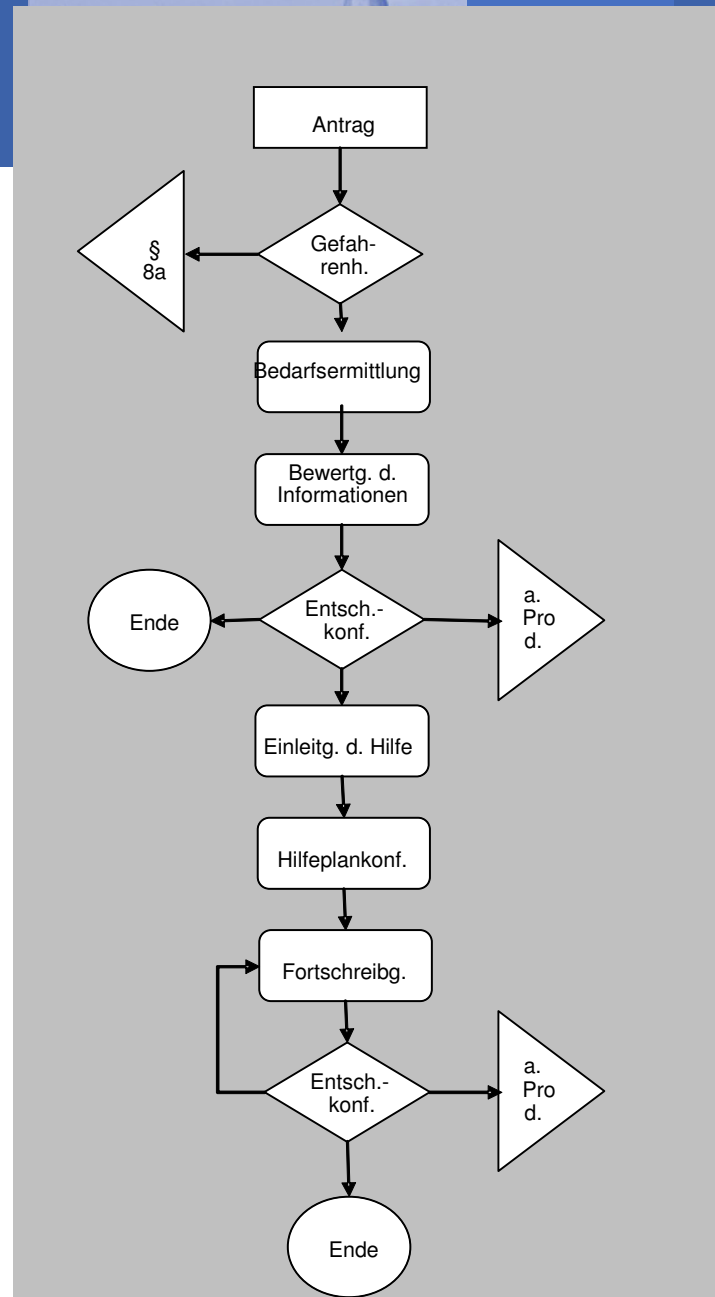 Antrag
§
8a
Gefah-
renh.
Bedarfsermittlung
Bewertg. d.
Informationen
Ende
Entsch.-
konf.
a.
Pro
d.
Einleitg. d. Hilfe
Hilfeplankonf.
Fortschreibg.
Entsch.-
konf.
a.
Pro
d.
Ende